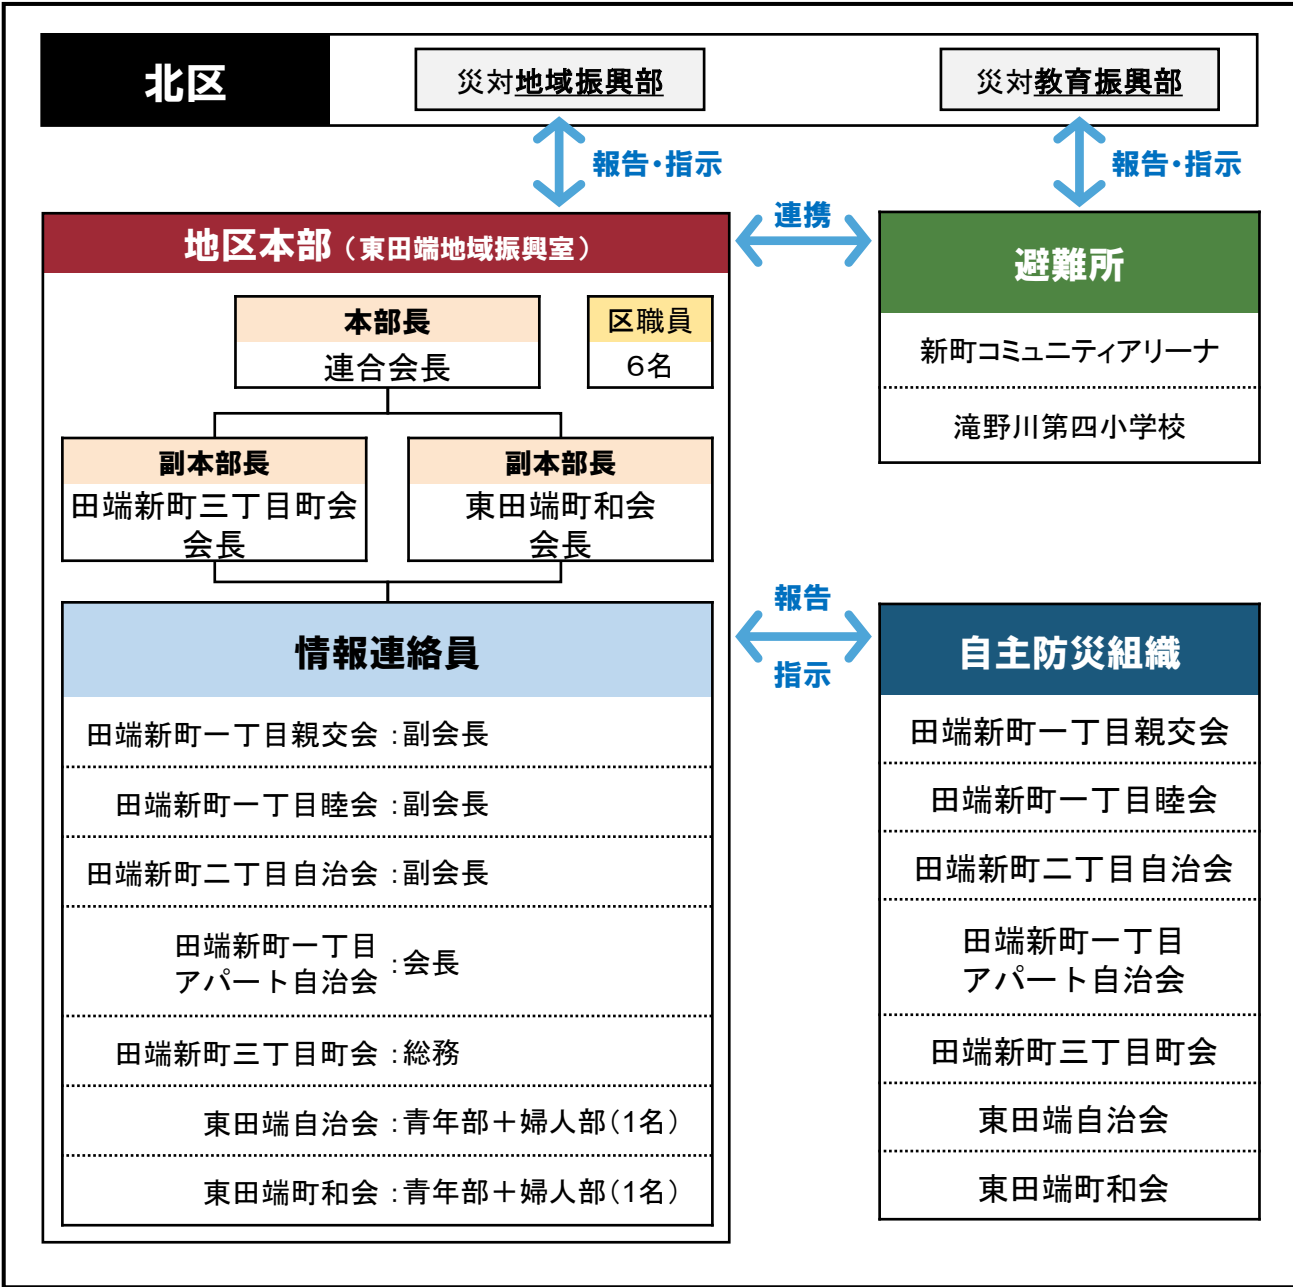 北区
災対地域振興部
災対教育振興部
報告・指示
報告・指示
地区本部（東田端地域振興室）
連携
避難所
新町コミュニティアリーナ
滝野川第四小学校
本部長
連合会長
区職員
6名
副本部長
田端新町三丁目町会
会長
副本部長
東田端町和会
会長
情報連絡員
田端新町一丁目親交会：副会長
田端新町一丁目睦会：副会長
田端新町二丁目自治会：副会長
田端新町一丁目
アパート自治会：会長
田端新町三丁目町会：総務
東田端自治会：青年部＋婦人部（1名）
東田端町和会：青年部＋婦人部（1名）
報告
指示
自主防災組織
田端新町一丁目親交会
田端新町一丁目睦会
田端新町二丁目自治会
田端新町一丁目
アパート自治会
田端新町三丁目町会
東田端自治会
東田端町和会